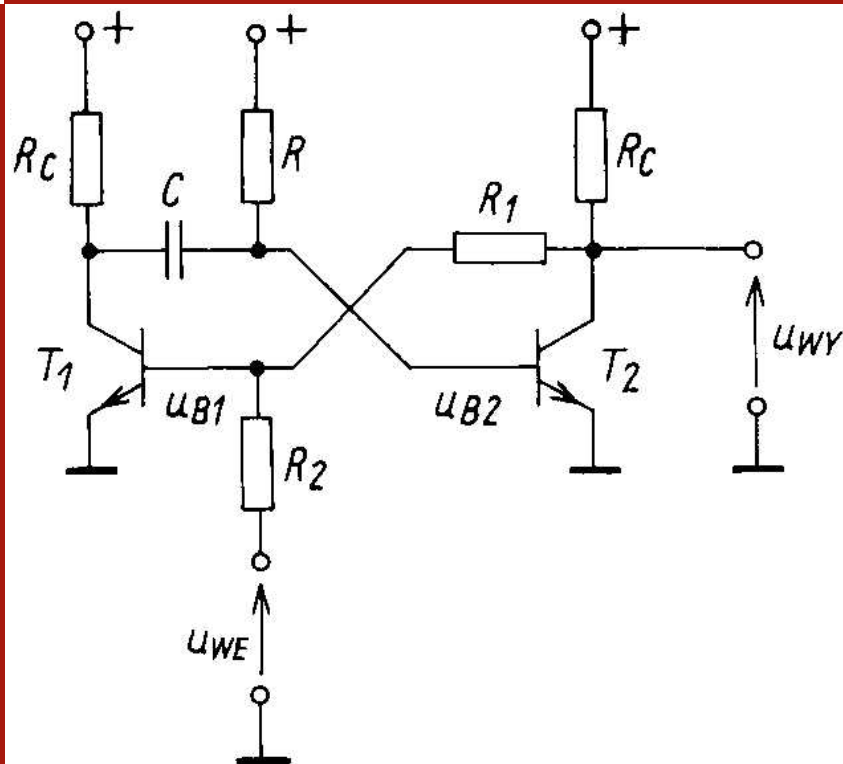 + + +
RC R RC
C R1
T1 uB1 uB2 T2 uWY
R2
uWE